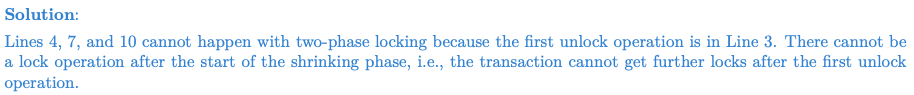 Solution:
Lines 4, 7, and 10 cannot happen with two-phase locking because the first unlock operation is in Line 3. There cannot be
a lock operation after the start of the shrinking phase, i.e., the transaction cannot get further locks after the first unlock
operation.